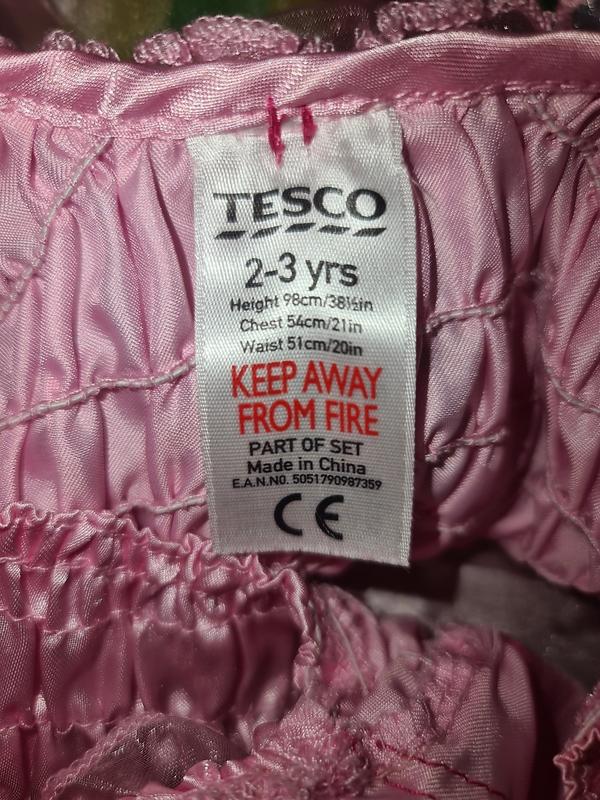 TESCO
2-3 yrs
Height 98cm/38½in
Chest 54cm/21in
Waist 51cm/20in
KEEP AWAY
FROM FIRE
PART OF SET
Made in China
E.A.N.N0. 5051790987359
CE